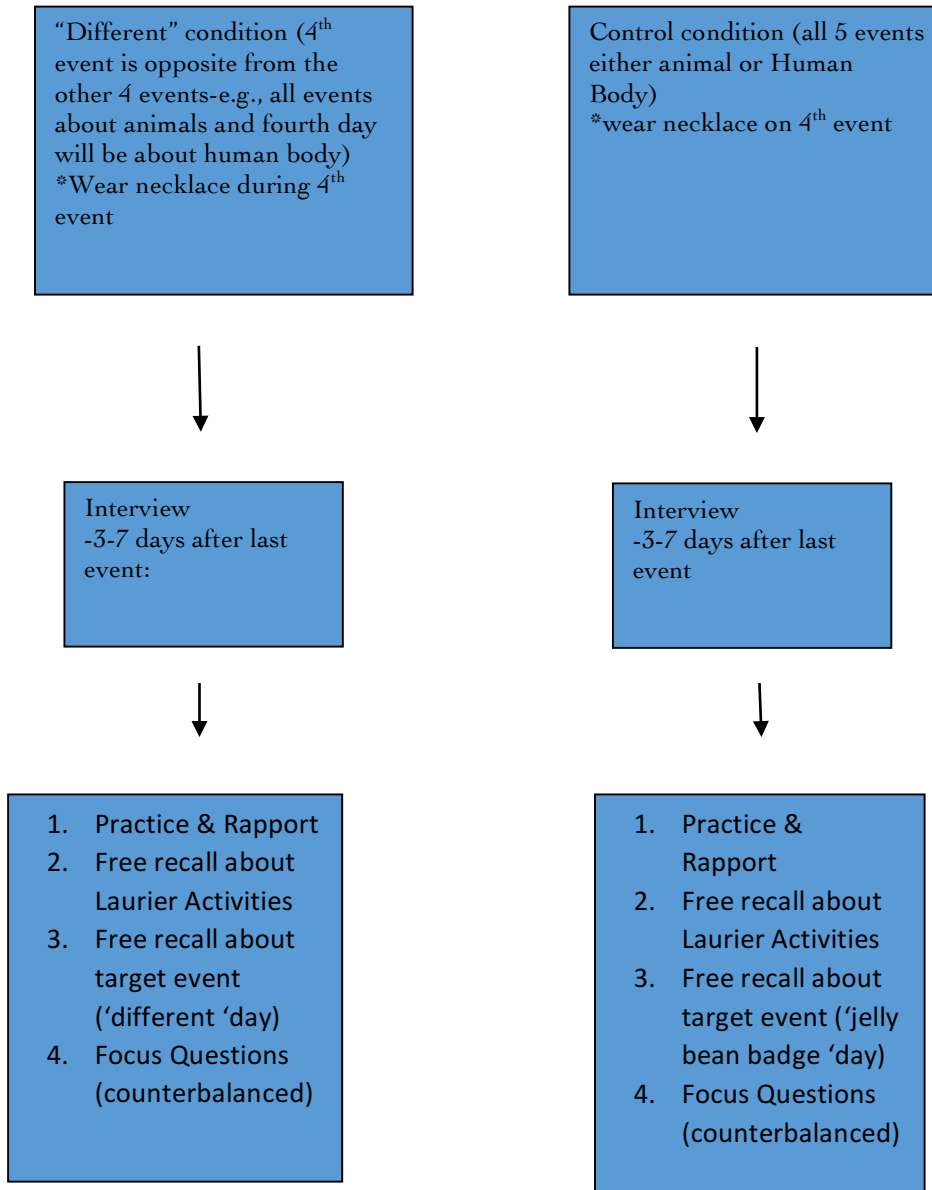 “Different” condition (4th
event is opposite from the
other 4 events-e.g., all events
about animals and fourth day
will be about human body)
*Wear necklace during 4th
event
Control condition (all 5 events
either animal or Human
Body)
*wear necklace on 4th event
Interview
-3-7 days after last
event:
Interview
-3-7 days after last
event
1. Practice & Rapport
2. Free recall about
Laurier Activities
3. Free recall about
target event
(‘different ‘day)
4. Focus Questions
(counterbalanced)
1. Practice &
Rapport
2. Free recall about
Laurier Activities
3. Free recall about
target event (‘jelly
bean badge ‘day)
4. Focus Questions
(counterbalanced)